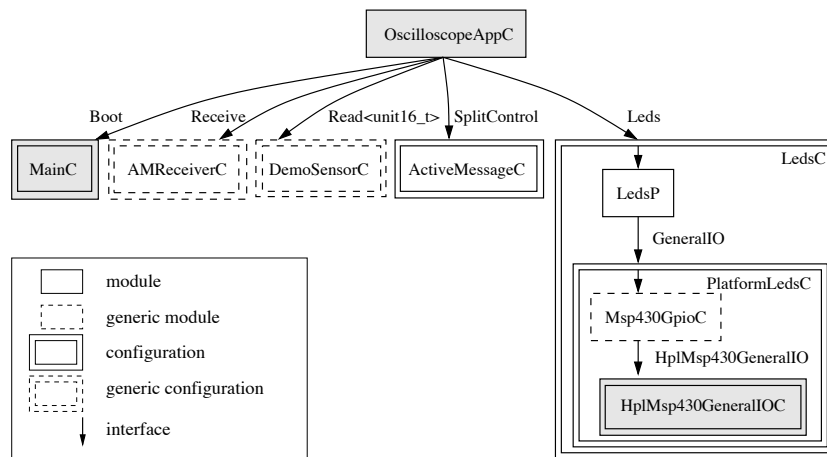 OscilloscopeAppC
Boot
Receive
Read<unit16_t>
SplitControl
Leds
MainC
AMReceiverC
DemoSensorC
ActiveMessageC
LedsC
LedsP
GeneralIO
PlatformLedsC
Msp430GpioC
HplMsp430GeneralIO
HplMsp430GeneralIOC
module
generic module
configuration
generic configuration
interface